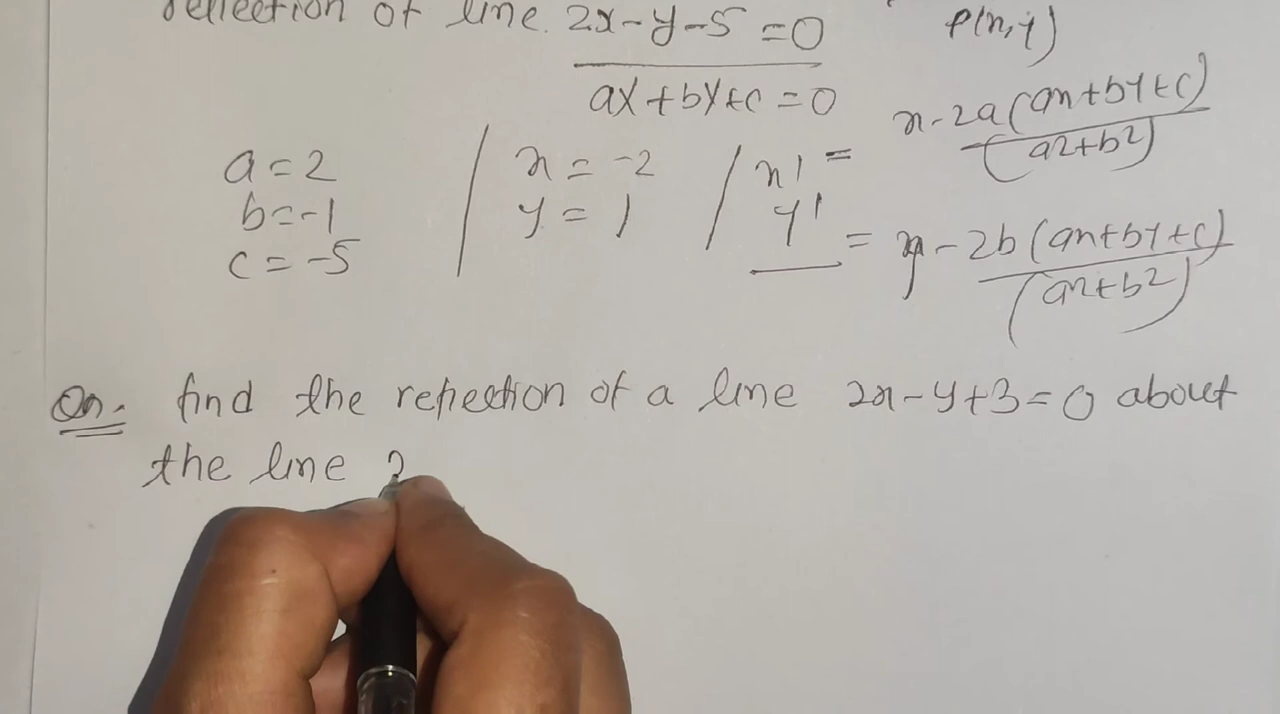 reflection of line. 2x-y-5=0
ax+by+c=0
P(x,y)
a=2
b=-1
c=-5
x=-2
y=1
x' = x-2a(ax+by+c)
(a2+b2)
y' = y-2b(ax+by+c)
(a2+b2)
Qn. find the reflection of a line 2x-y+3=0 about
the line 2